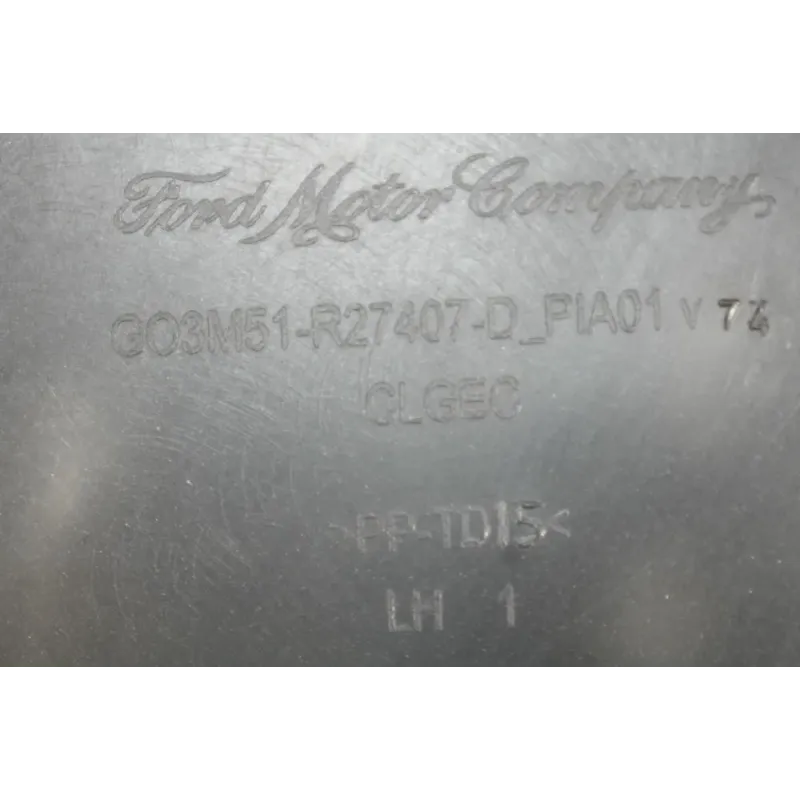 Ford Motor Company
GO3M51-R27407-D_PIA01 v 74
CLGEC
>PP-TD15<
LH 1